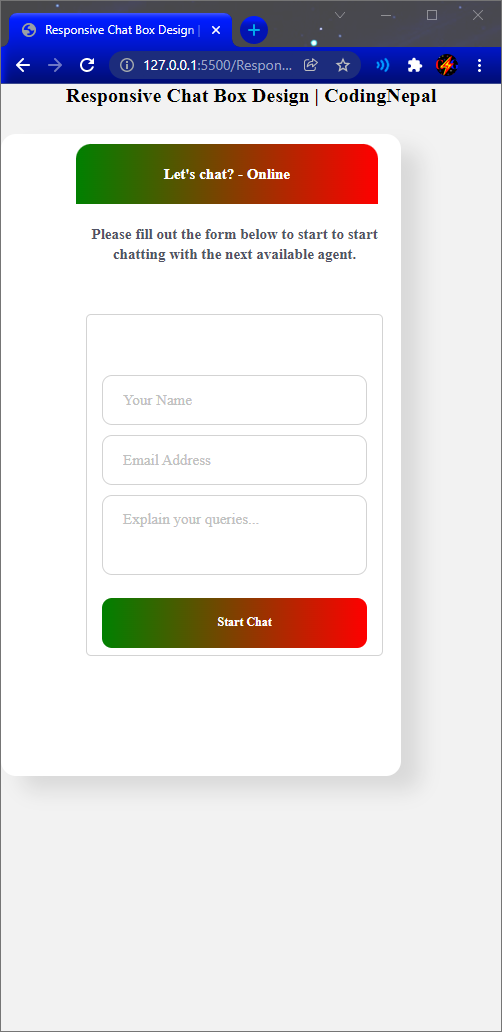 Responsive Chat Box Design |
127.0.0.1:5500/Respon...
Responsive Chat Box Design | CodingNepal
Let's chat? - Online
Please fill out the form below to start to start
chatting with the next available agent.
Your Name
Email Address
Explain your queries...
Start Chat